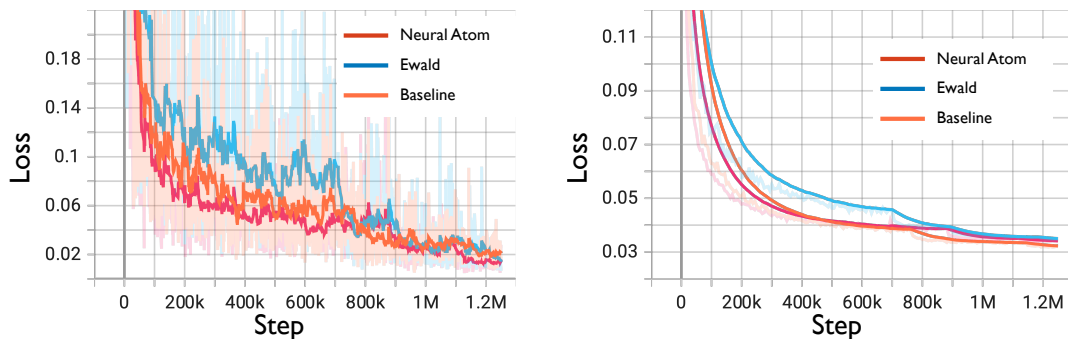 0.18
0.14
0.1
0.06
0.02
Loss
Neural Atom
Ewald
Baseline
0 200k 400k 600k 800k 1M 1.2M
Step
0.11
0.09
0.07
0.05
0.03
Loss
Neural Atom
Ewald
Baseline
0 200k 400k 600k 800k 1M 1.2M
Step